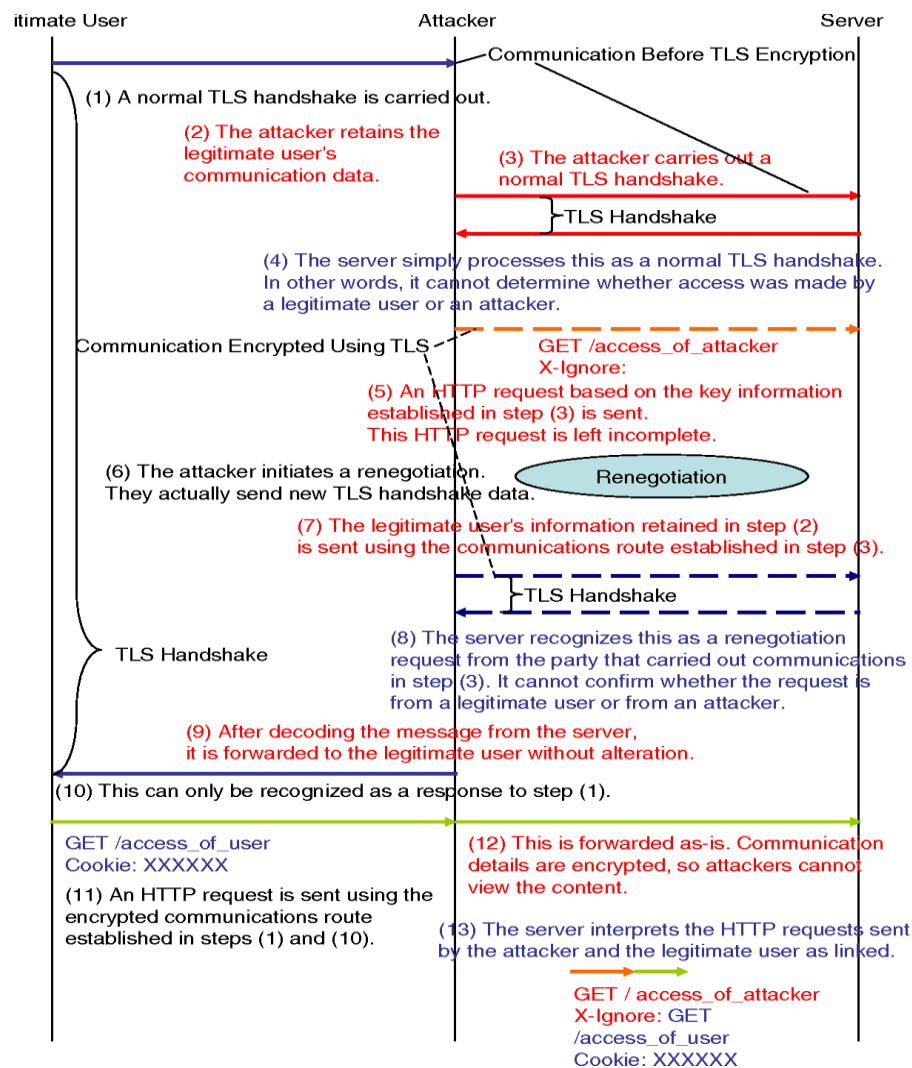 itimate User
Attacker
Server
Communication Before TLS Encryption
(1) A normal TLS handshake is carried out.
(2) The attacker retains the
legitimate user's
communication data.
(3) The attacker carries out a
normal TLS handshake.
TLS Handshake
(4) The server simply processes this as a normal TLS handshake.
In other words, it cannot determine whether access was made by
a legitimate user or an attacker.
Communication Encrypted Using TLS
GET /access_of_attacker
X-Ignore:
(5) An HTTP request based on the key information
established in step (3) is sent.
This HTTP request is left incomplete.
(6) The attacker initiates a renegotiation.
They actually send new TLS handshake data.
Renegotiation
(7) The legitimate user's information retained in step (2)
is sent using the communications route established in step (3).
TLS Handshake
(8) The server recognizes this as a renegotiation
request from the party that carried out communications
in step (3). It cannot confirm whether the request is
from a legitimate user or from an attacker.
TLS Handshake
(9) After decoding the message from the server,
it is forwarded to the legitimate user without alteration.
(10) This can only be recognized as a response to step (1).
GET /access_of_user
Cookie: XXXXXX
(12) This is forwarded as-is. Communication
details are encrypted, so attackers cannot
view the content.
(11) An HTTP request is sent using the
encrypted communications route
established in steps (1) and (10).
(13) The server interprets the HTTP requests sent
by the attacker and the legitimate user as linked.
GET / access_of_attacker
X-Ignore: GET
/access_of_user
Cookie: XXXXXX